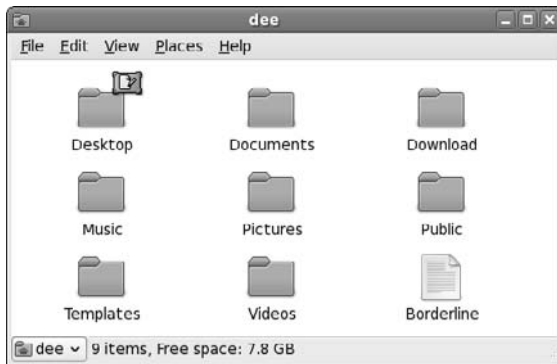 dee
File Edit View Places Help
Desktop Documents Download
Music Pictures Public
Templates Videos Borderline
dee 9 items, Free space: 7.8 GB